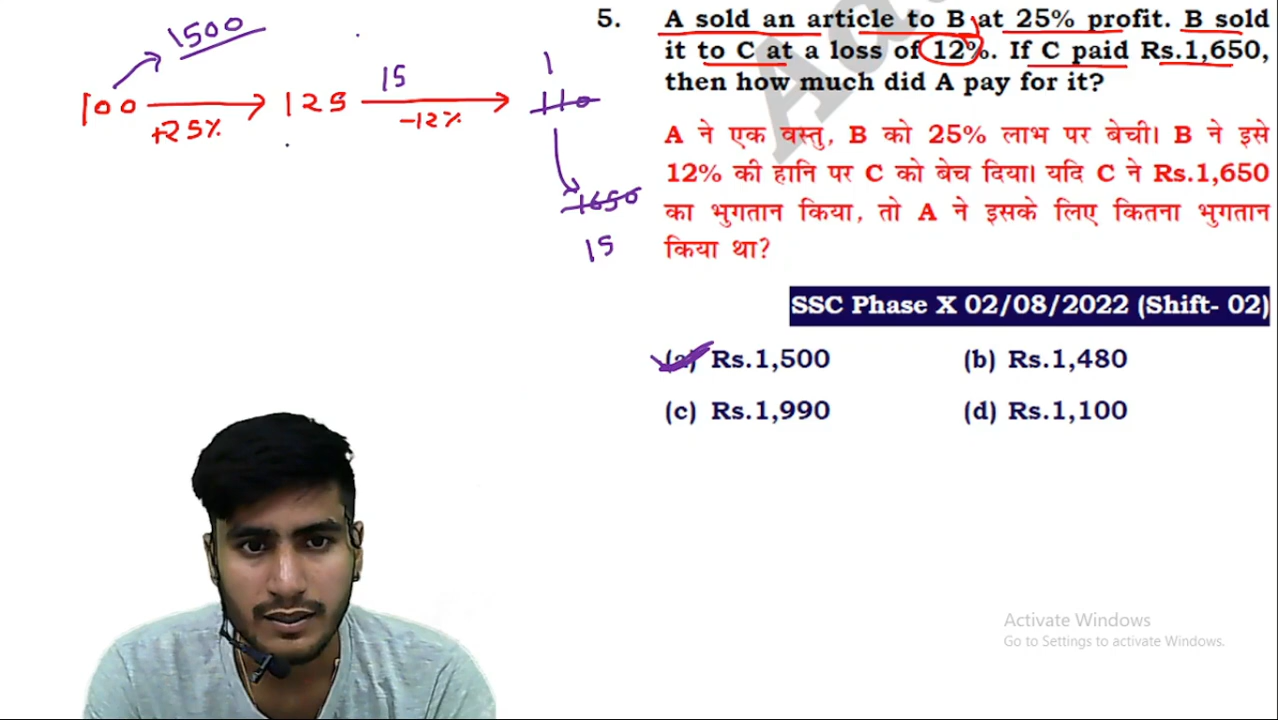 1500
100 +25% 125 15 -12% 1
110
1650
15
5. A sold an article to B at 25% profit. B sold
it to C at a loss of 12%. If C paid Rs.1,650,
then how much did A pay for it?
A ने एक वस्तु, B को 25% लाभ पर बेची। B ने इसे
12% की हानि पर C को बेच दिया। यदि C ने Rs.1,650
का भुगतान किया, तो A ने इसके लिए कितना भुगतान
किया था?
SSC Phase X 02/08/2022 (Shift- 02)
(a) Rs.1,500 (b) Rs.1,480
(c) Rs.1,990 (d) Rs.1,100
Activate Windows
Go to Settings to activate Windows.